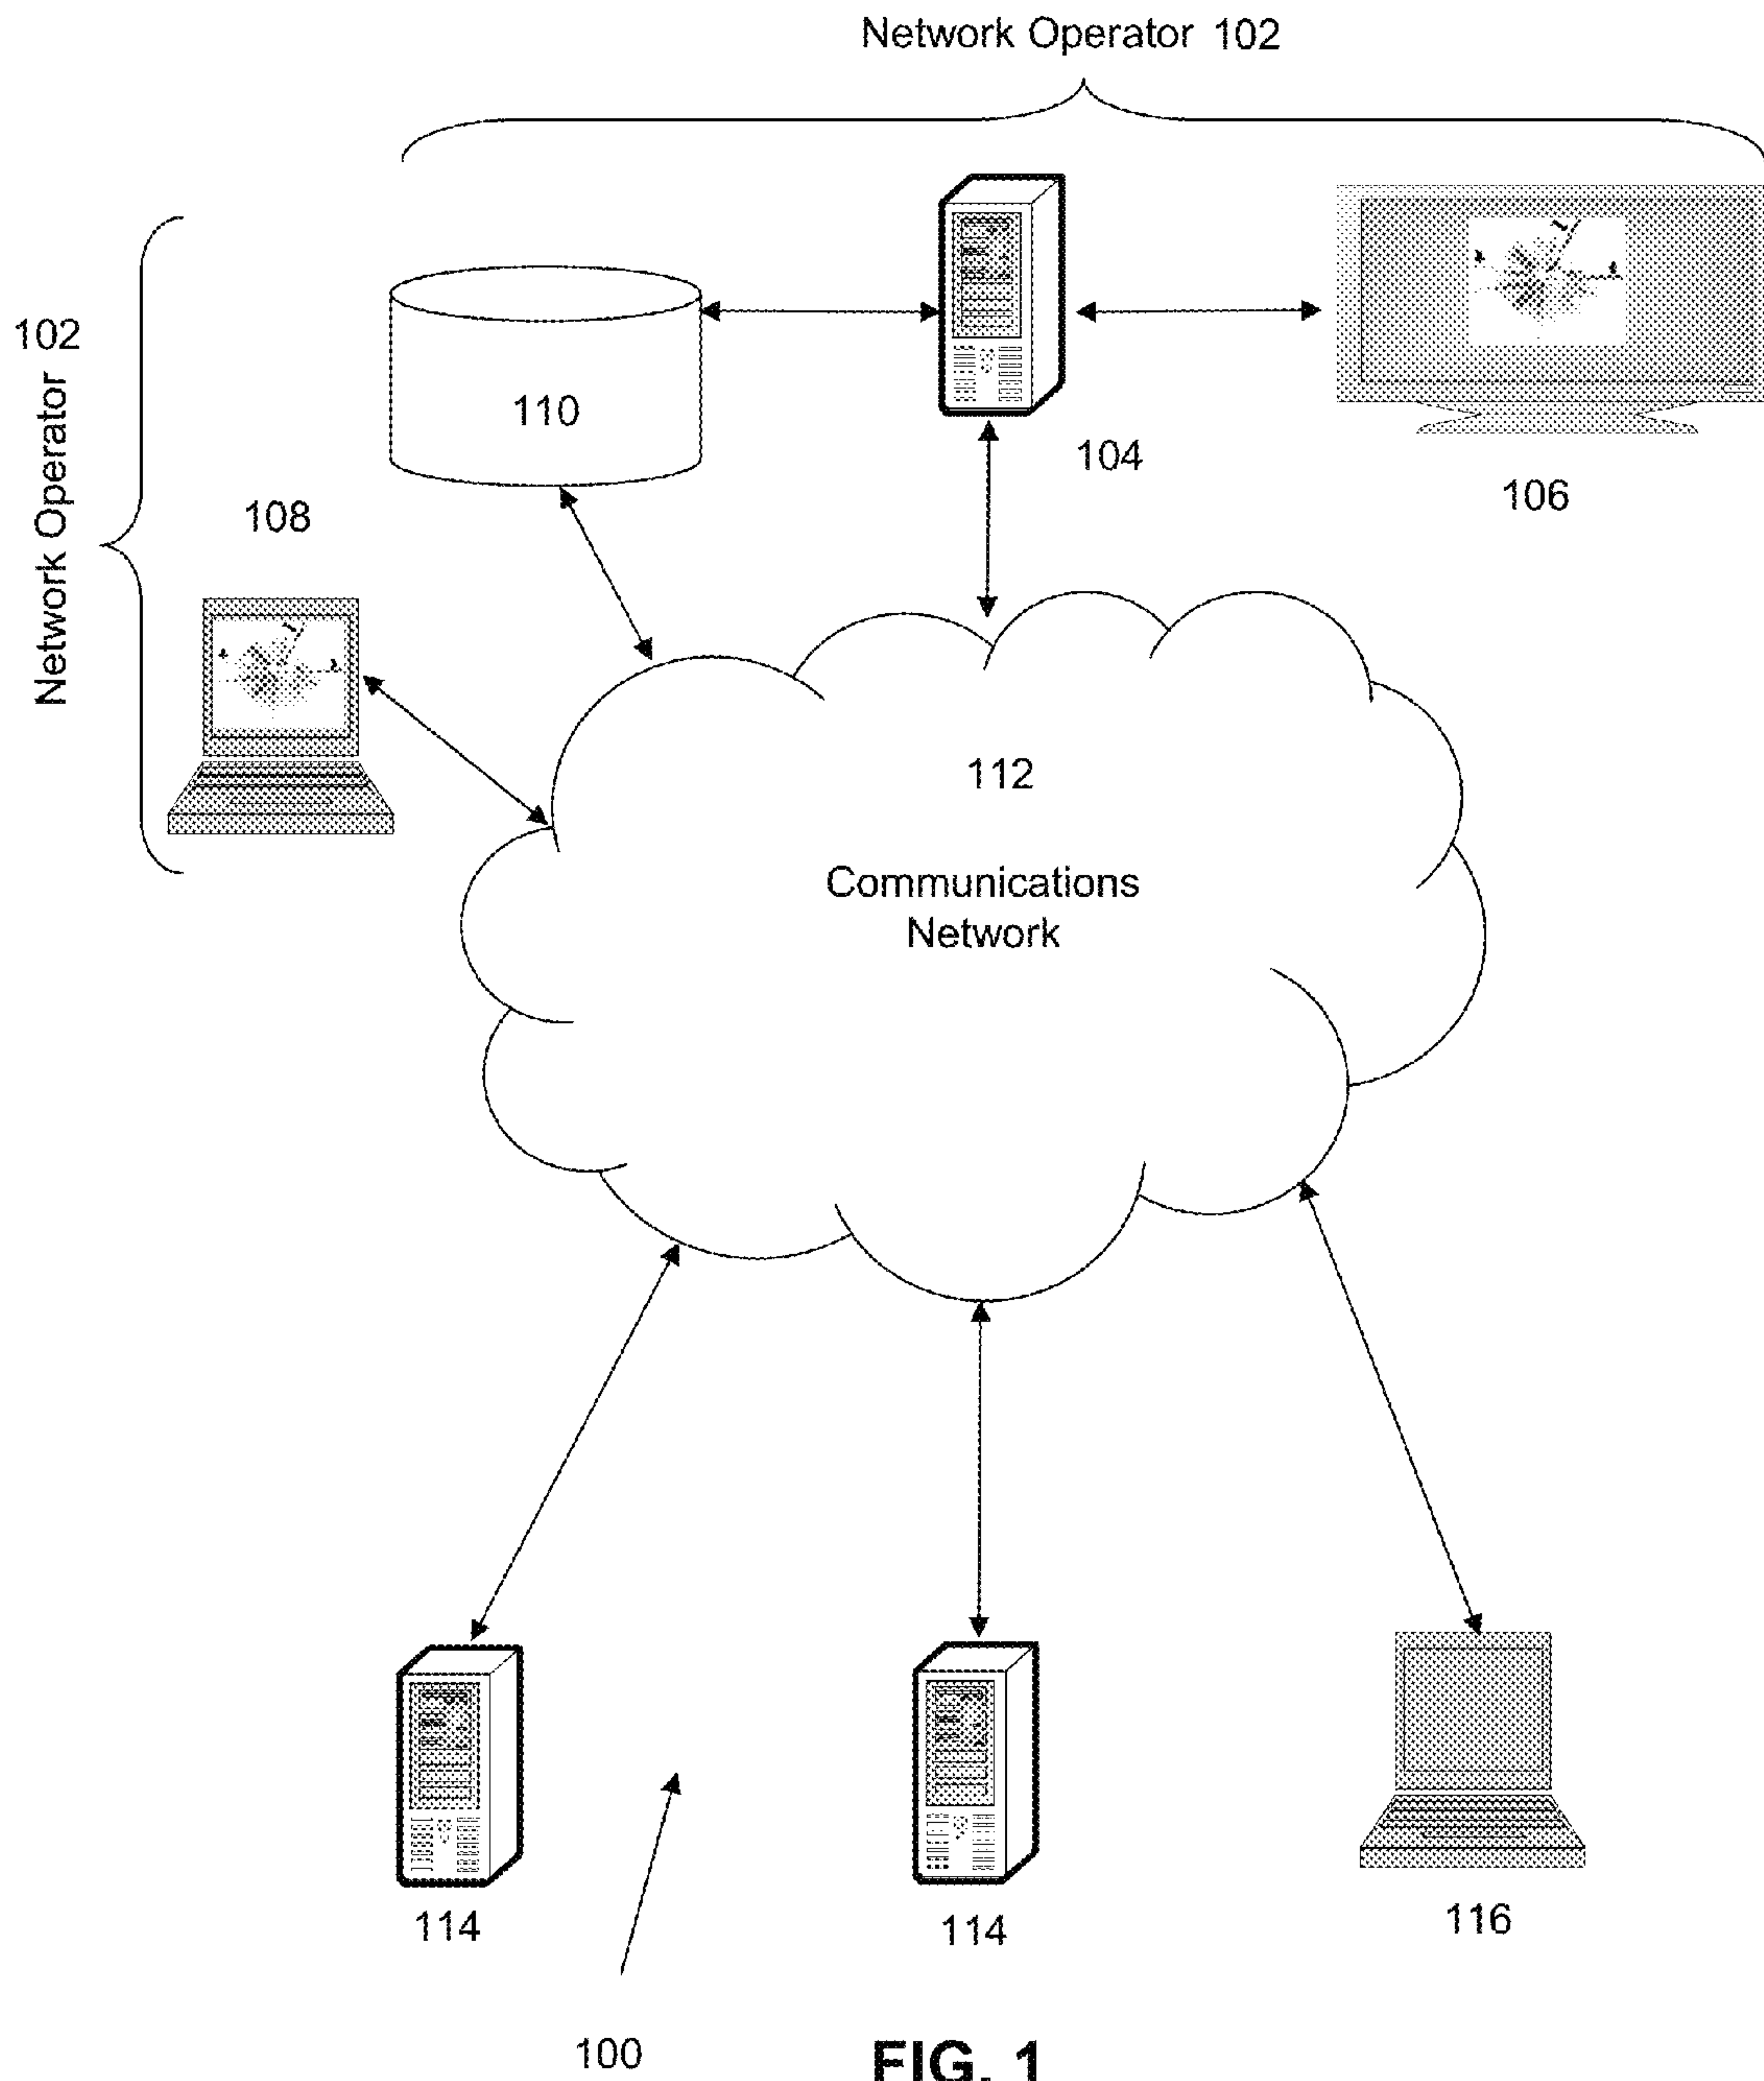 Network Operator 102
102
Network Operator
110
104
106
108
112
Communications
Network
114
114
116
100
FIG. 1